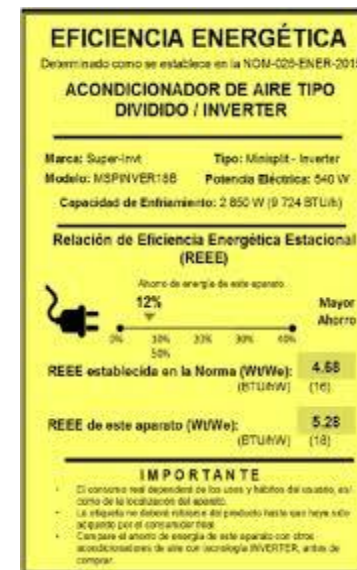 EFICIENCIA ENERGÉTICA
Determinado como se establece en la NOM-026-ENER-2015
ACONDICIONADOR DE AIRE TIPO
DIVIDIDO / INVERTER
Marca: Super-Invt Tipo: Minisplit - Inverter
Modelo: MSPINVER18B Potencia Eléctrica: 540 W
Capacidad de Enfriamiento: 2 850 W (9 724 BTU/h)
Relación de Eficiencia Energética Estacional
(REEE)
Ahorro de energía de este aparato
12% Mayor
Ahorro
0% 10% 20% 30% 40%
50%
REEE establecida en la Norma (Wt/We): 4.68
(BTU/hW) (16)
REEE de este aparato (Wt/We): 5.28
(BTU/hW) (18)
IMPORTANTE
• El consumo real dependerá de los usos y hábitos del usuario, así
como de la localización del aparato.
• La etiqueta no deberá retirarse del producto hasta que haya sido
adquirido por el consumidor final.
• Compare el ahorro de energía de este aparato con otros
acondicionadores de aire con tecnología INVERTER, antes de
comprar.